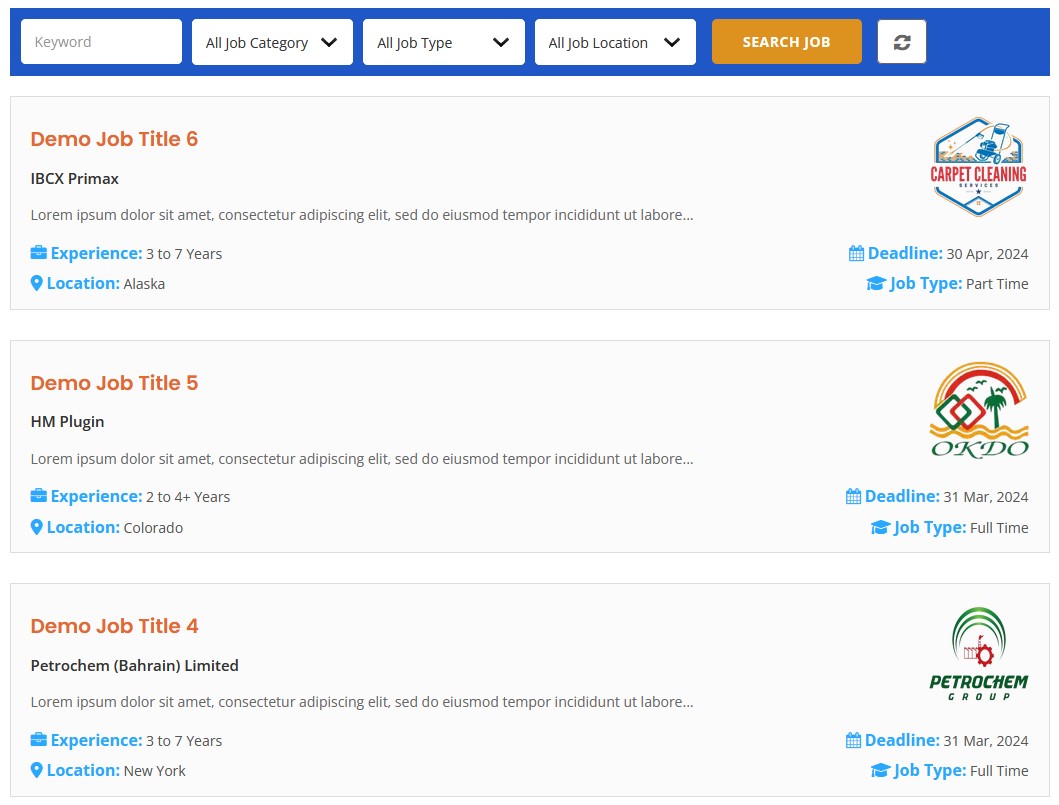 Keyword All Job Category All Job Type All Job Location SEARCH JOB
Demo Job Title 6
CARPET CLEANING
SERVICES
IBCX Primax
Lorem ipsum dolor sit amet, consectetur adipiscing elit, sed do eiusmod tempor incididunt ut labore...
Experience: 3 to 7 Years Deadline: 30 Apr, 2024
Location: Alaska Job Type: Part Time
Demo Job Title 5
HM Plugin
Lorem ipsum dolor sit amet, consectetur adipiscing elit, sed do eiusmod tempor incididunt ut labore...
OKDO
Experience: 2 to 4+ Years Deadline: 31 Mar, 2024
Location: Colorado Job Type: Full Time
Demo Job Title 4
Petrochem (Bahrain) Limited
PETROCHEM
GROUP
Lorem ipsum dolor sit amet, consectetur adipiscing elit, sed do eiusmod tempor incididunt ut labore...
Experience: 3 to 7 Years Deadline: 31 Mar, 2024
Location: New York Job Type: Full Time